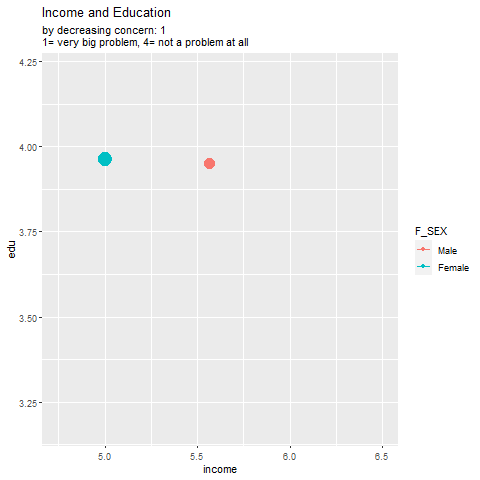 Income and Education
by decreasing concern: 1
1= very big problem, 4= not a problem at all
4.25
4.00
3.75
3.50
3.25
edu
5.0 5.5 6.0 6.5
income
F_SEX
Male
Female